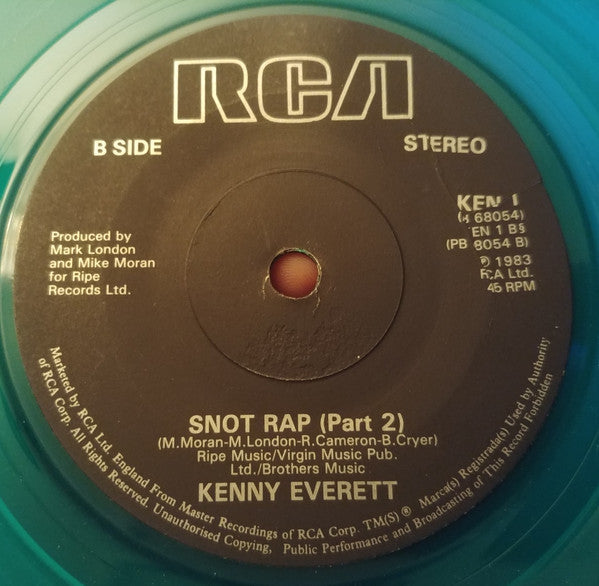 RCA
B SIDE
STEREO
Produced by
Mark London
and Mike Moran
for Ripe
Records Ltd.
KEN 1
68054)
EN 1 B§
(PB 8054 B)
℗ 1983
RCA Ltd.
45 RPM
SNOT RAP (Part 2)
(M.Moran-M.London-R.Cameron-B.Cryer)
Ripe Music/Virgin Music Pub.
Ltd./Brothers Music
KENNY EVERETT
Marketed by RCA Ltd. England From Master Recordings of RCA Corp. TM(S) ® Marca(s) Registrada(s) Used by Authority
of RCA Corp. All Rights Reserved. Unauthorised Copying, Public Performance and Broadcasting of This Record Forbidden